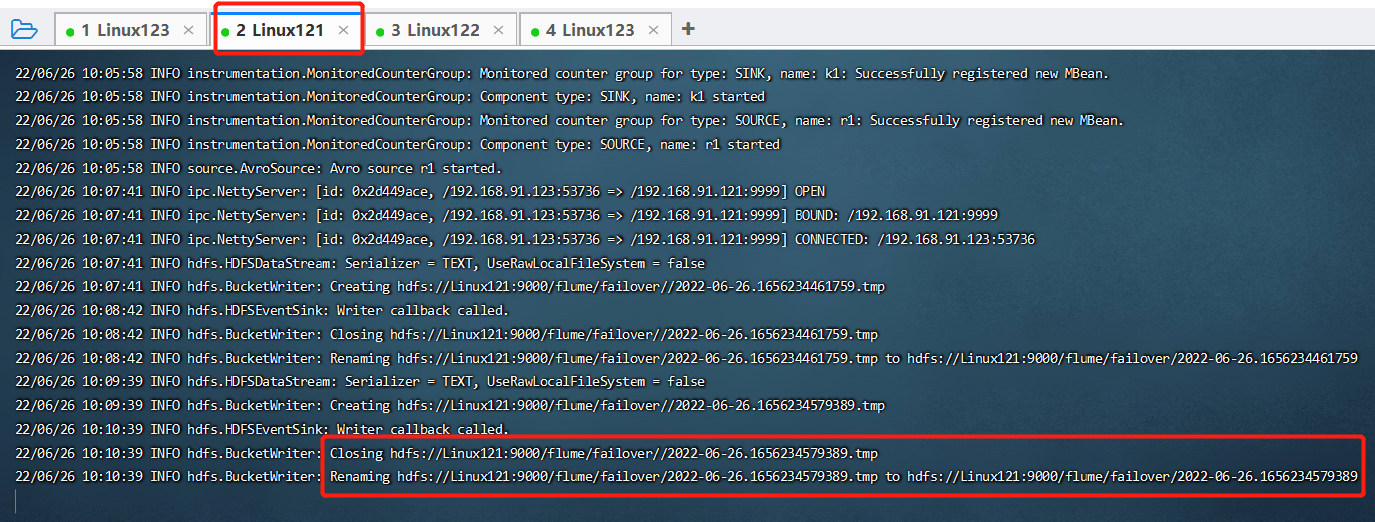 1 Linux123 × 2 Linux121 × 3 Linux122 × 4 Linux123 × +
22/06/26 10:05:58 INFO instrumentation.MonitoredCounterGroup: Monitored counter group for type: SINK, name: k1: Successfully registered new MBean.
22/06/26 10:05:58 INFO instrumentation.MonitoredCounterGroup: Component type: SINK, name: k1 started
22/06/26 10:05:58 INFO instrumentation.MonitoredCounterGroup: Monitored counter group for type: SOURCE, name: r1: Successfully registered new MBean.
22/06/26 10:05:58 INFO instrumentation.MonitoredCounterGroup: Component type: SOURCE, name: r1 started
22/06/26 10:05:58 INFO source.AvroSource: Avro source r1 started.
22/06/26 10:07:41 INFO ipc.NettyServer: [id: 0x2d449ace, /192.168.91.123:53736 => /192.168.91.121:9999] OPEN
22/06/26 10:07:41 INFO ipc.NettyServer: [id: 0x2d449ace, /192.168.91.123:53736 => /192.168.91.121:9999] BOUND: /192.168.91.121:9999
22/06/26 10:07:41 INFO ipc.NettyServer: [id: 0x2d449ace, /192.168.91.123:53736 => /192.168.91.121:9999] CONNECTED: /192.168.91.123:53736
22/06/26 10:07:41 INFO hdfs.HDFSDataStream: Serializer = TEXT, UseRawLocalFileSystem = false
22/06/26 10:07:41 INFO hdfs.BucketWriter: Creating hdfs://Linux121:9000/flume/failover//2022-06-26.1656234461759.tmp
22/06/26 10:08:42 INFO hdfs.HDFSEventSink: Writer callback called.
22/06/26 10:08:42 INFO hdfs.BucketWriter: Closing hdfs://Linux121:9000/flume/failover//2022-06-26.1656234461759.tmp
22/06/26 10:08:42 INFO hdfs.BucketWriter: Renaming hdfs://Linux121:9000/flume/failover/2022-06-26.1656234461759.tmp to hdfs://Linux121:9000/flume/failover/2022-06-26.1656234461759
22/06/26 10:09:39 INFO hdfs.HDFSDataStream: Serializer = TEXT, UseRawLocalFileSystem = false
22/06/26 10:09:39 INFO hdfs.BucketWriter: Creating hdfs://Linux121:9000/flume/failover//2022-06-26.1656234579389.tmp
22/06/26 10:10:39 INFO hdfs.HDFSEventSink: Writer callback called.
22/06/26 10:10:39 INFO hdfs.BucketWriter: Closing hdfs://Linux121:9000/flume/failover//2022-06-26.1656234579389.tmp
22/06/26 10:10:39 INFO hdfs.BucketWriter: Renaming hdfs://Linux121:9000/flume/failover/2022-06-26.1656234579389.tmp to hdfs://Linux121:9000/flume/failover/2022-06-26.1656234579389